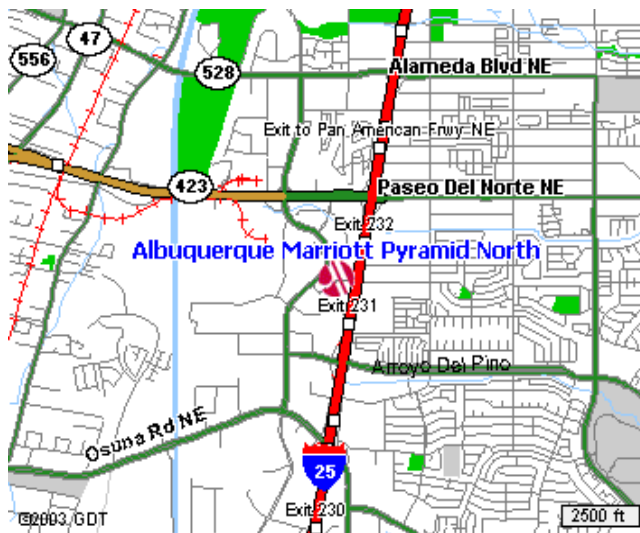 47
556
528
Alameda Blvd NE
Exit to Pan American Frwy NE
423
Paseo Del Norte NE
Exit 232
Albuquerque Marriott Pyramid North
Exit 231
Arroyo Del Pino
Osuna Rd NE
25
Exit 230
©2003 GDT
2500 ft